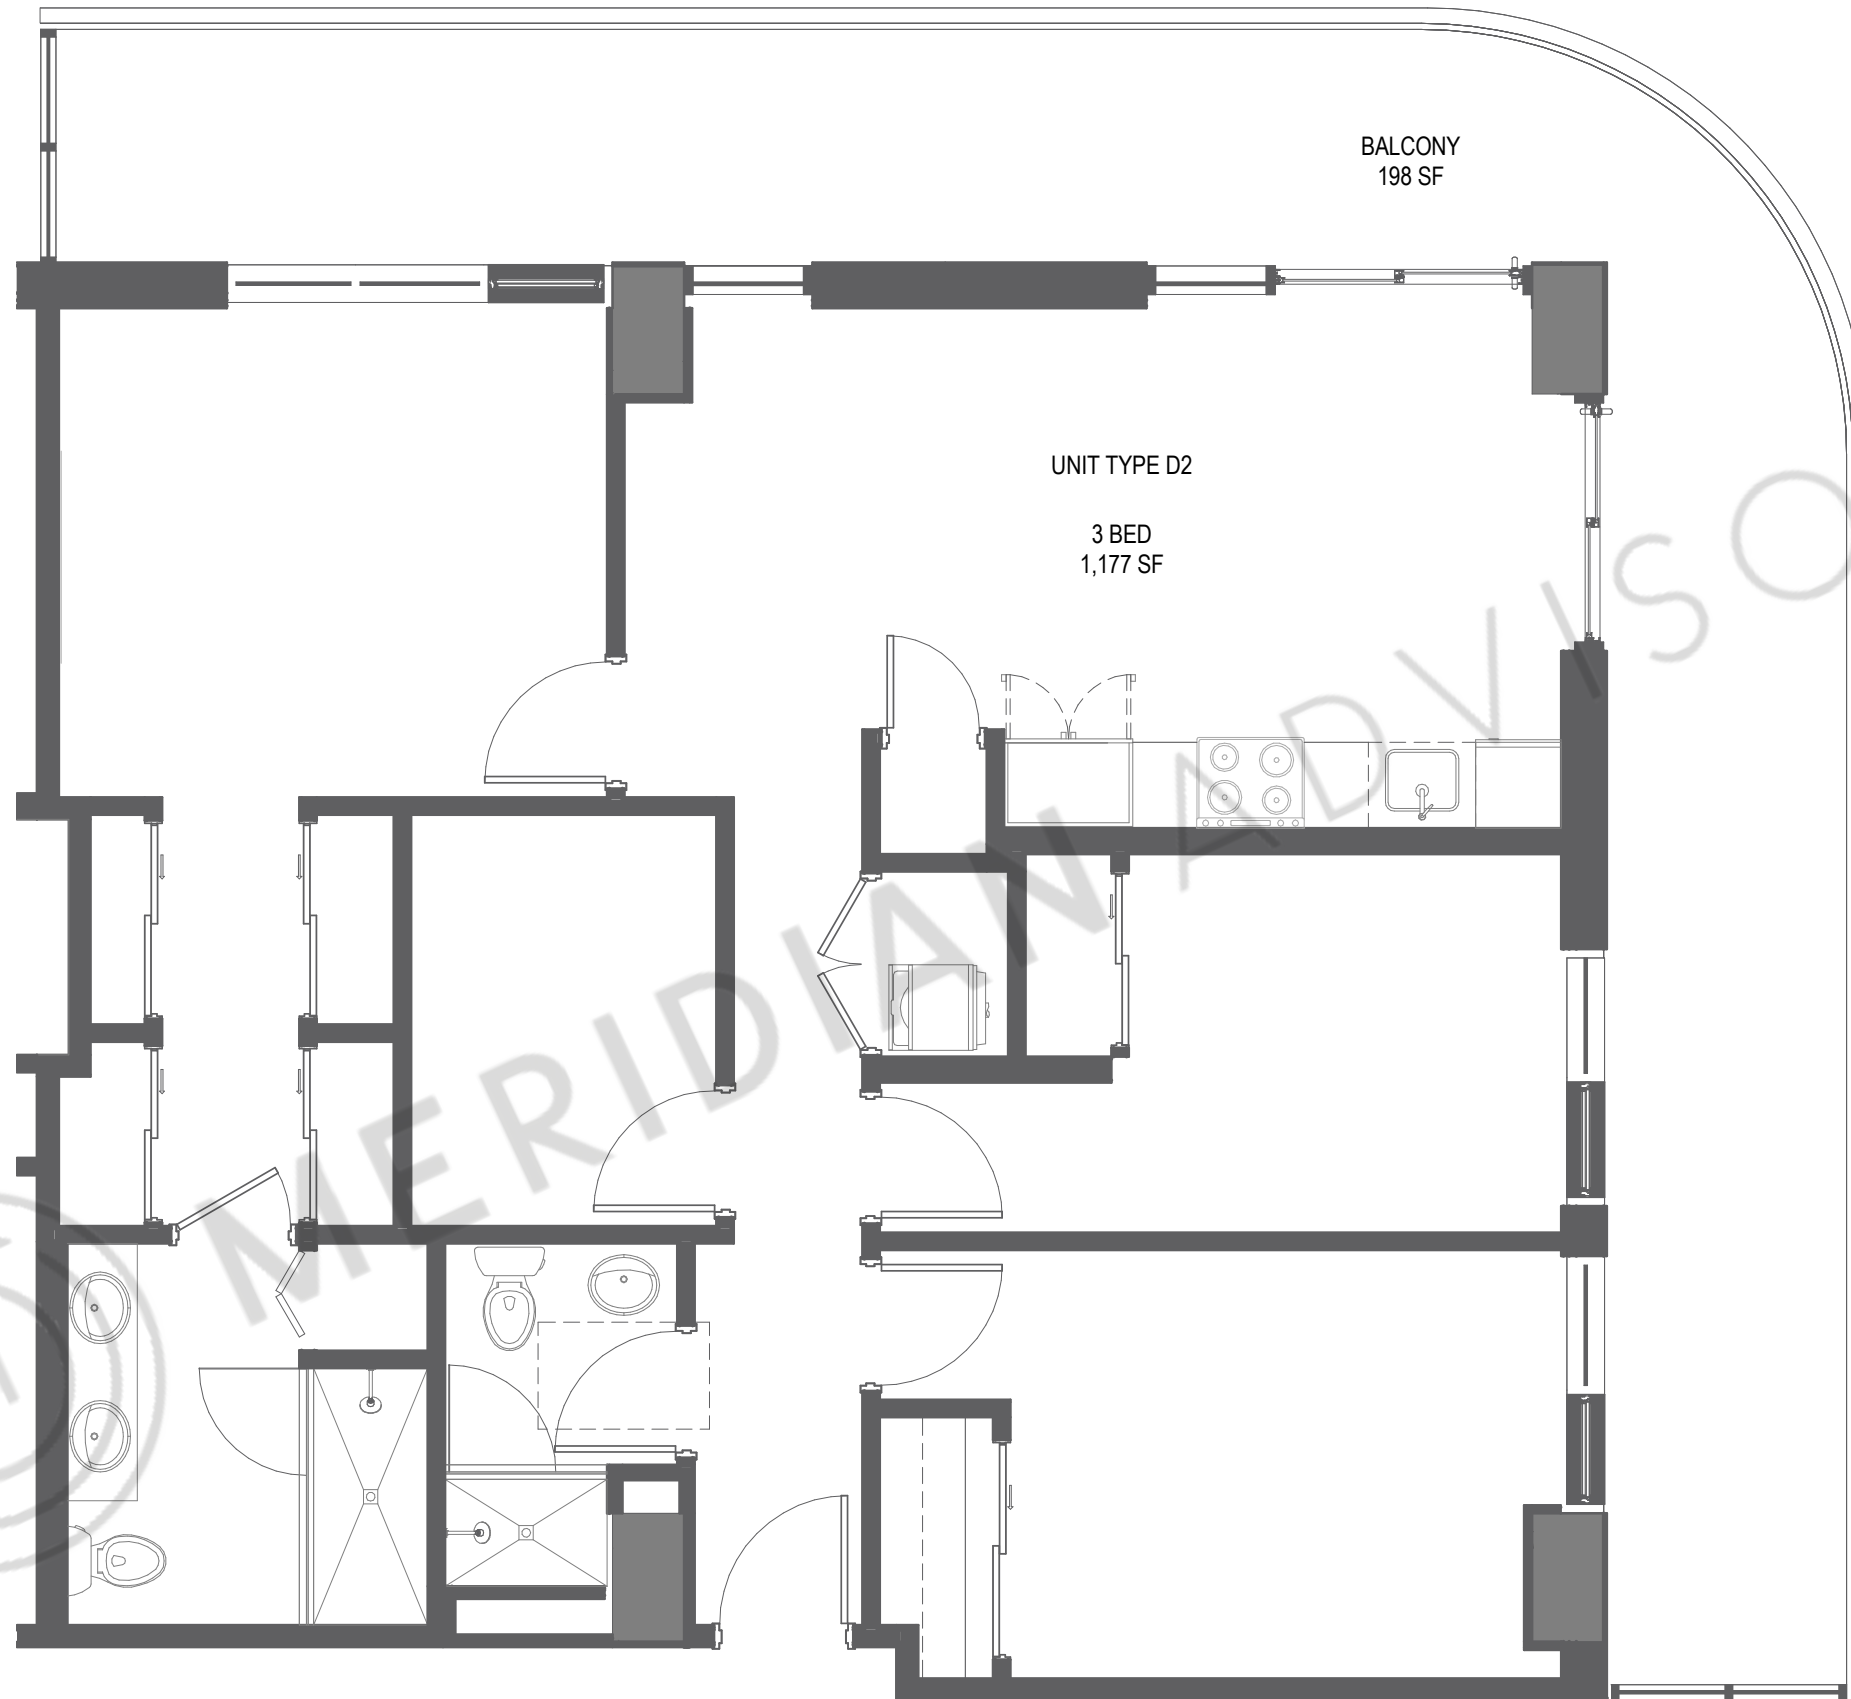 BALCONY
198 SF
UNIT TYPE D2
3 BED
1,177 SF
MERIDIAN ADVISO